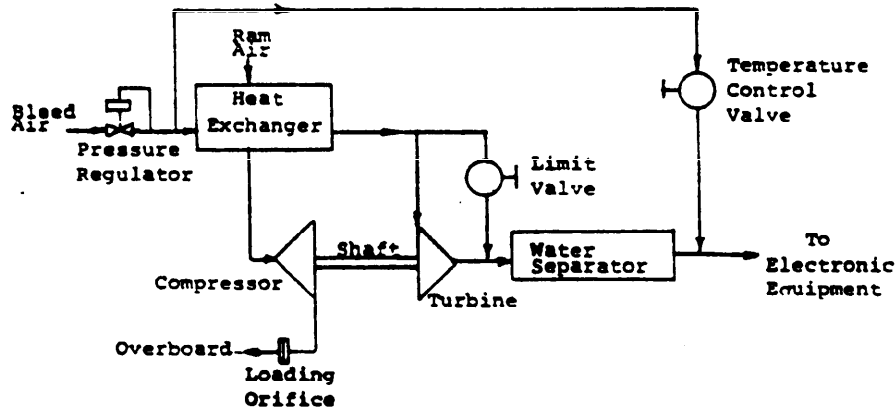 Ram
Air
Bleed
Air
Heat
Exchanger
Pressure
Regulator
Temperature
Control
Valve
Limit
Valve
Compressor
Shaft
Turbine
Water
Separator
To
Electronic
Equipment
Overboard
Loading
Orifice